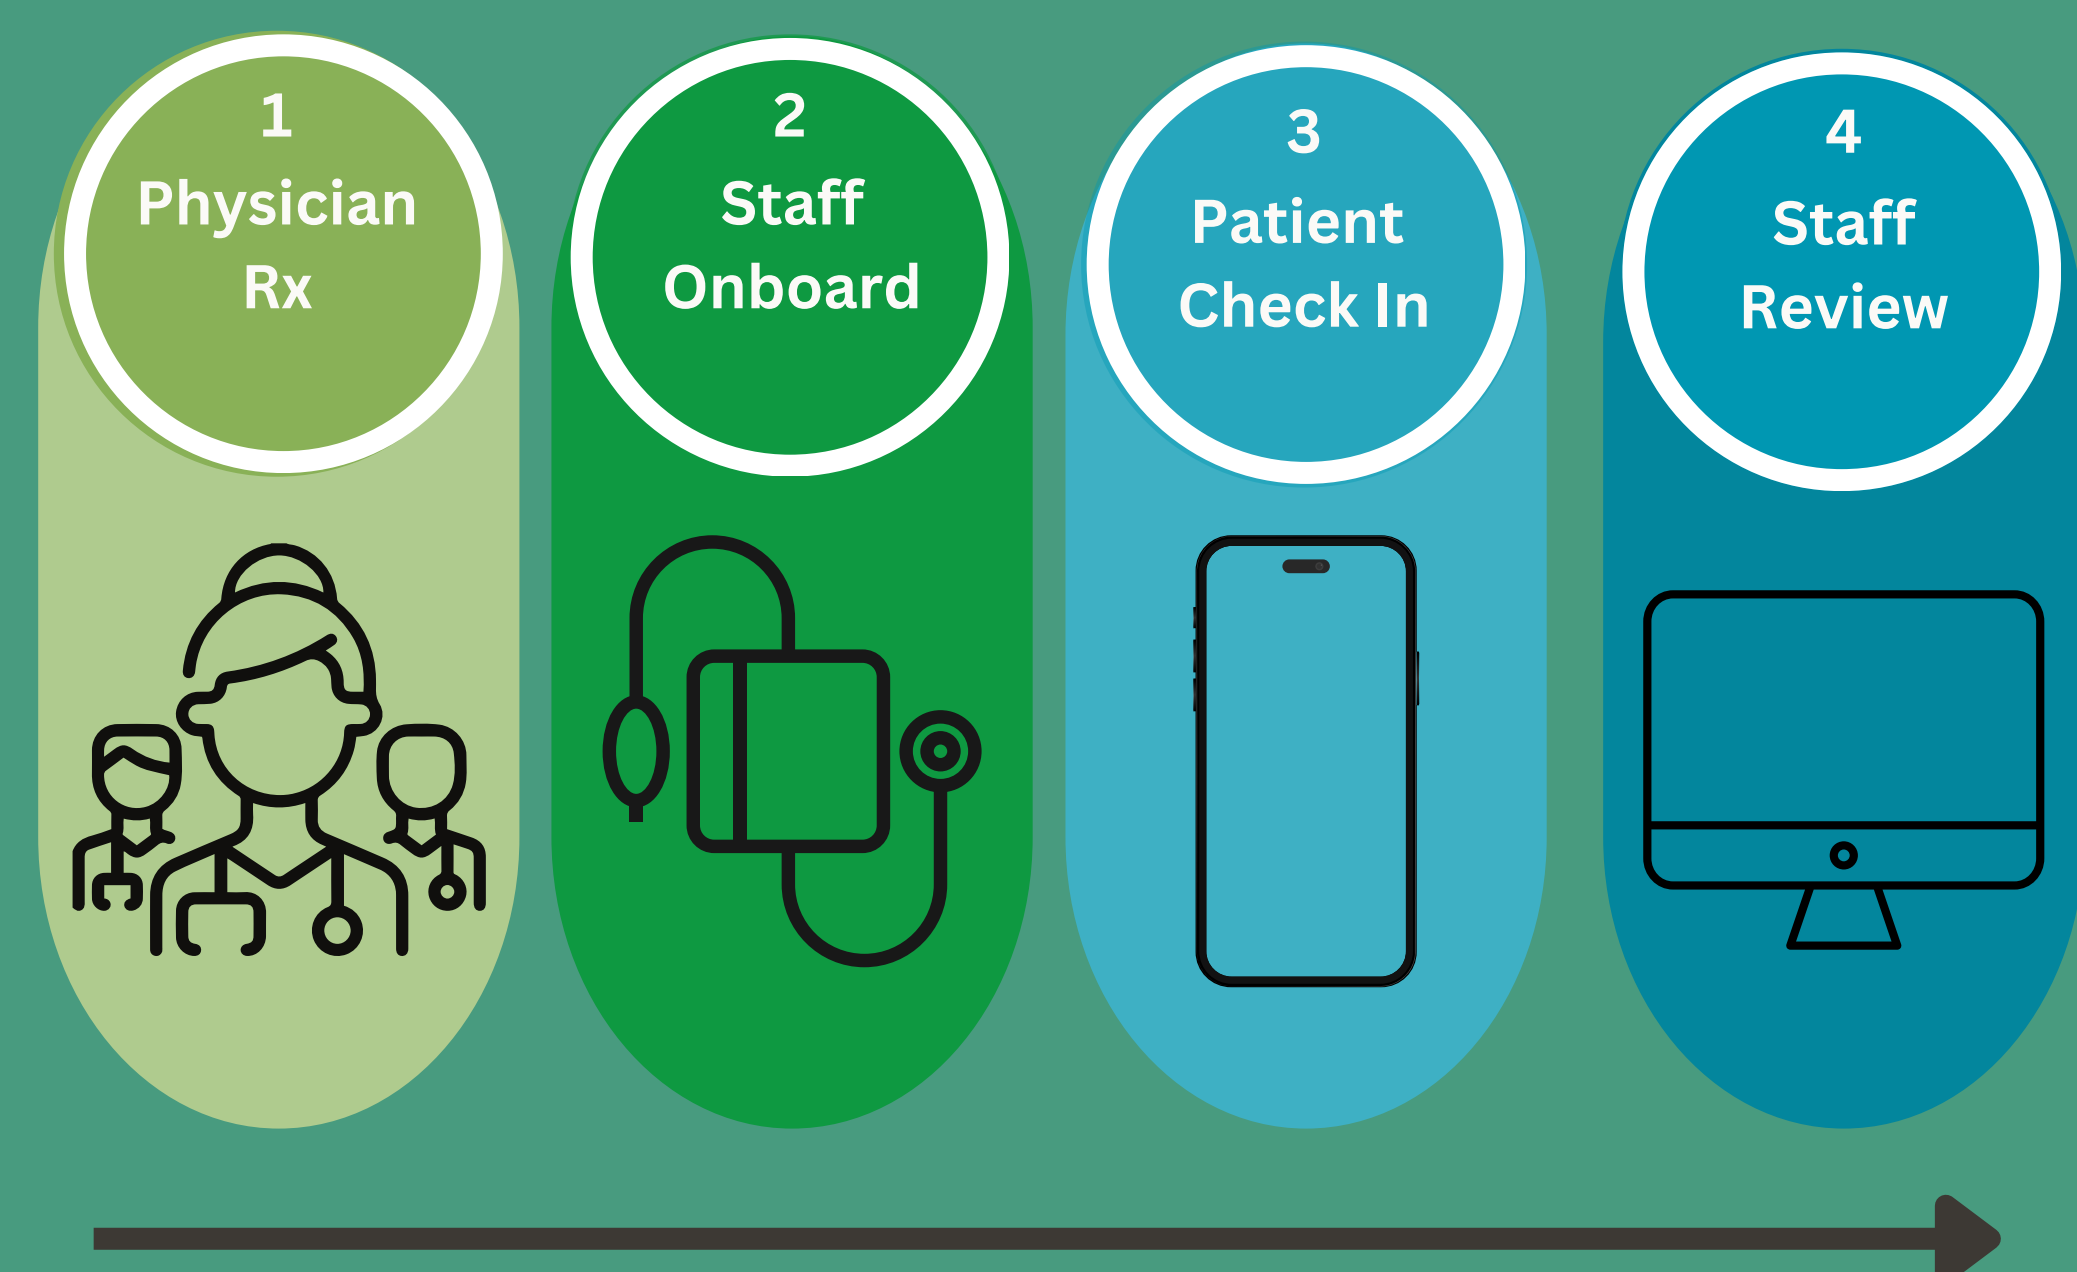 1
Physician
Rx
2
Staff
Onboard
3
Patient
Check In
4
Staff
Review